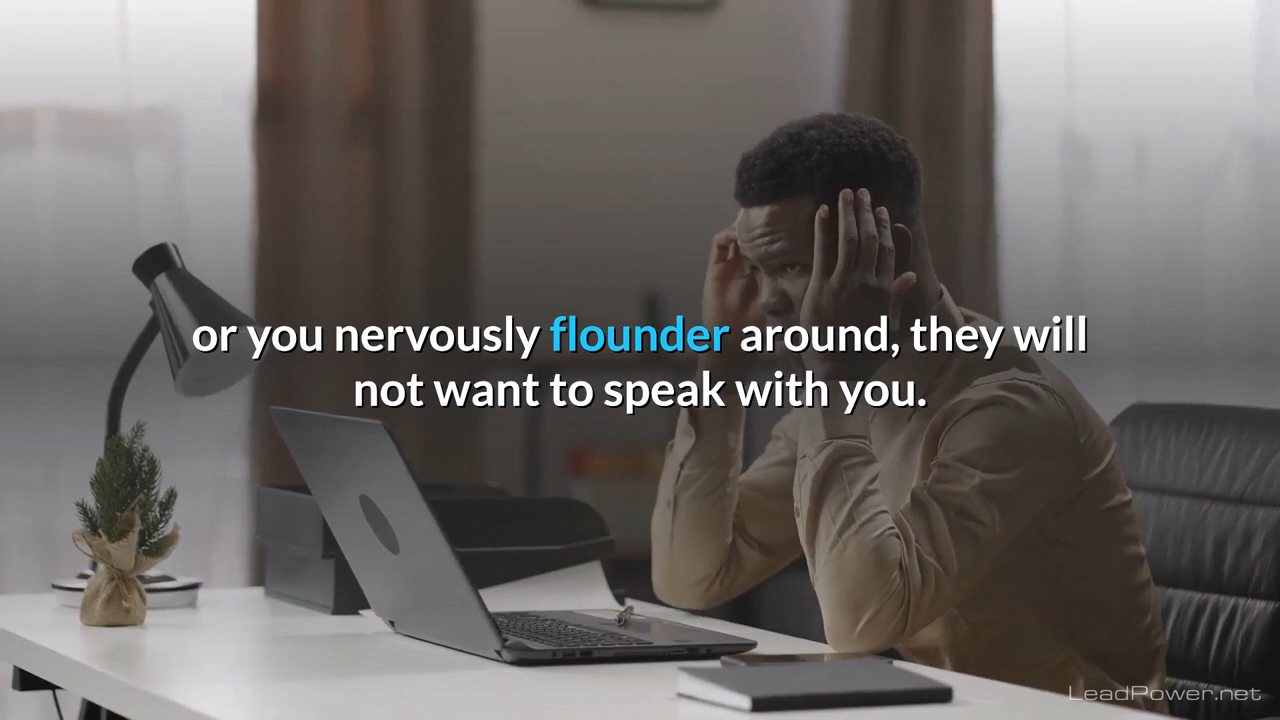 or you nervously flounder around, they will
not want to speak with you.
LeadPower.net